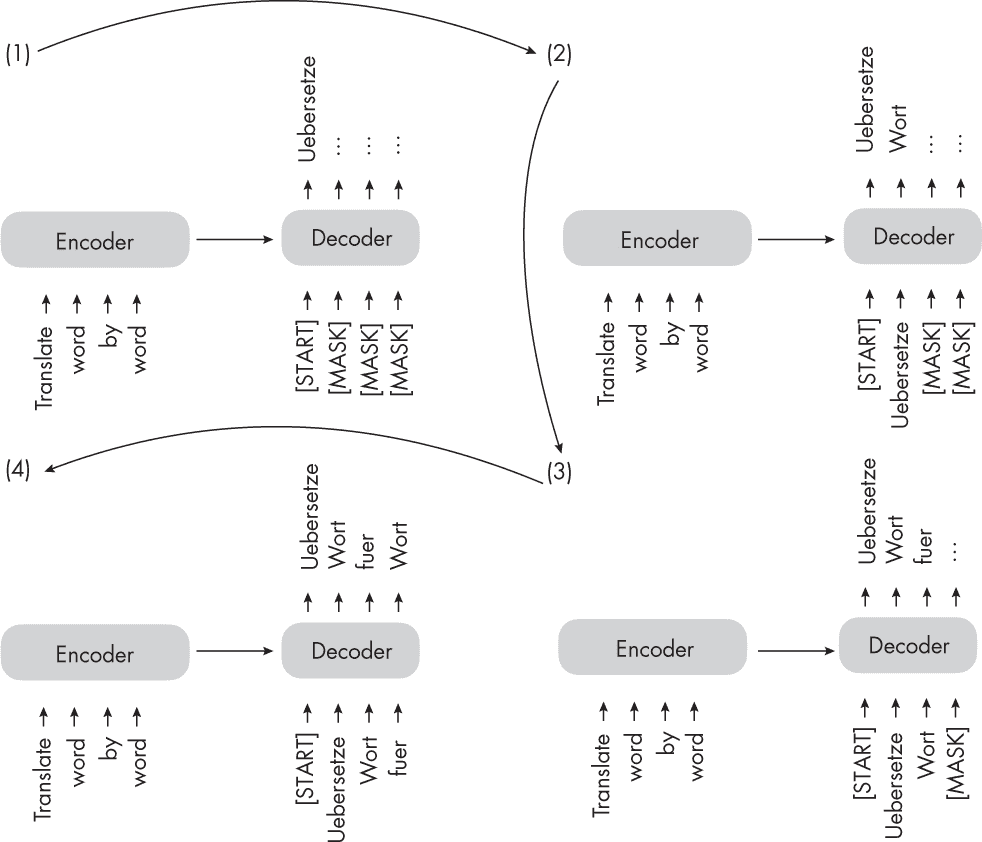 (1)
Uebersetze
...
...
...
Encoder
Decoder
Translate
word
by
word
[START]
[MASK]
[MASK]
[MASK]
(2)
Uebersetze
Wort
...
...
Encoder
Decoder
Translate
word
by
word
[START]
Uebersetze
[MASK]
[MASK]
(3)
Uebersetze
Wort
fuer
...
Encoder
Decoder
Translate
word
by
word
[START]
Uebersetze
Wort
[MASK]
(4)
Uebersetze
Wort
fuer
Wort
Encoder
Decoder
Translate
word
by
word
[START]
Uebersetze
Wort
fuer